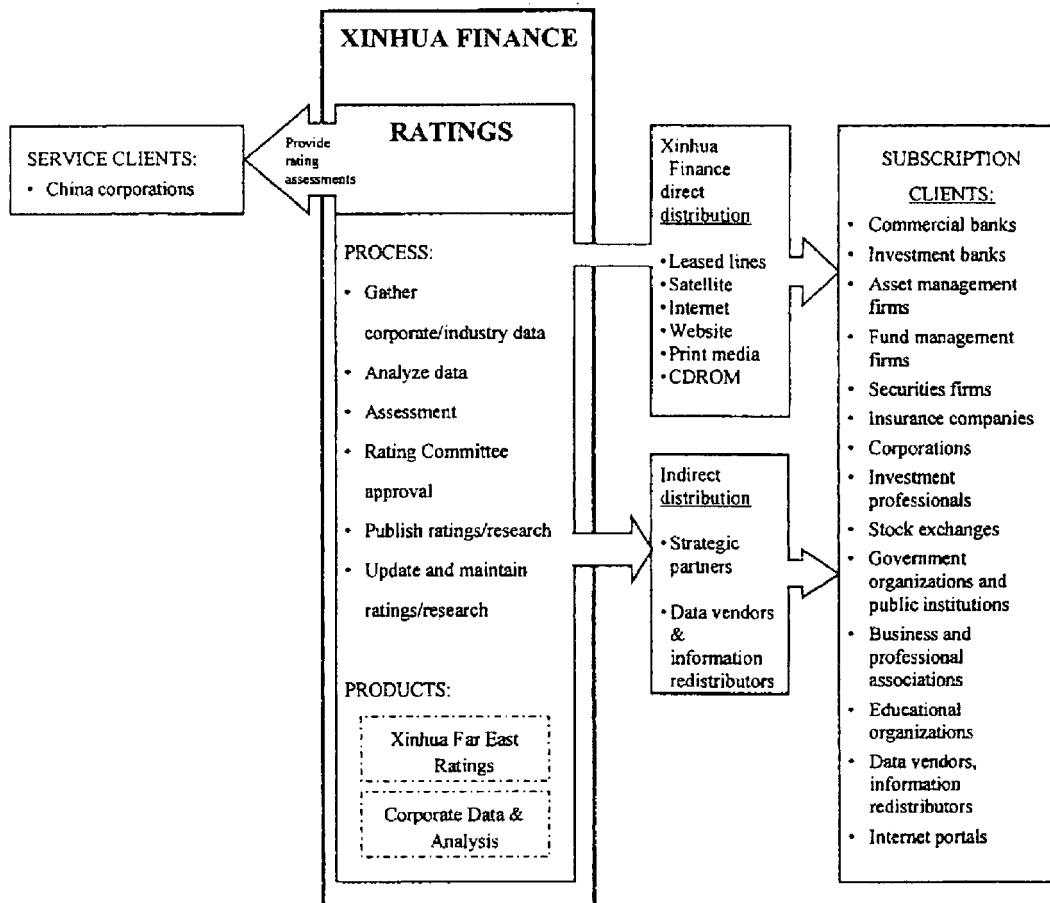 XINHUA FINANCE
RATINGS
Provide
rating
assessments
SERVICE CLIENTS:
• China corporations
PROCESS:
• Gather
corporate/industry data
• Analyze data
• Assessment
• Rating Committee
approval
• Publish ratings/research
• Update and maintain
ratings/research
PRODUCTS:
Xinhua Far East
Ratings
Corporate Data &
Analysis
Xinhua
Finance
direct
distribution
•Leased lines
•Satellite
•Internet
•Website
•Print media
•CDROM
Indirect
distribution
•Strategic
partners
•Data vendors
&
information
redistributors
SUBSCRIPTION
CLIENTS:
• Commercial banks
• Investment banks
• Asset management
firms
• Fund management
firms
• Securities firms
• Insurance companies
• Corporations
• Investment
professionals
• Stock exchanges
• Government
organizations and
public institutions
• Business and
professional
associations
• Educational
organizations
• Data vendors,
information
redistributors
• Internet portals